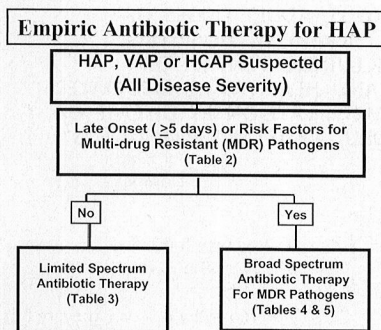 Empiric Antibiotic Therapy for HAP
HAP, VAP or HCAP Suspected
(All Disease Severity)
Late Onset ( ≥5 days) or Risk Factors for
Multi-drug Resistant (MDR) Pathogens
(Table 2)
No
Yes
Limited Spectrum
Antibiotic Therapy
(Table 3)
Broad Spectrum
Antibiotic Therapy
For MDR Pathogens
(Tables 4 & 5)